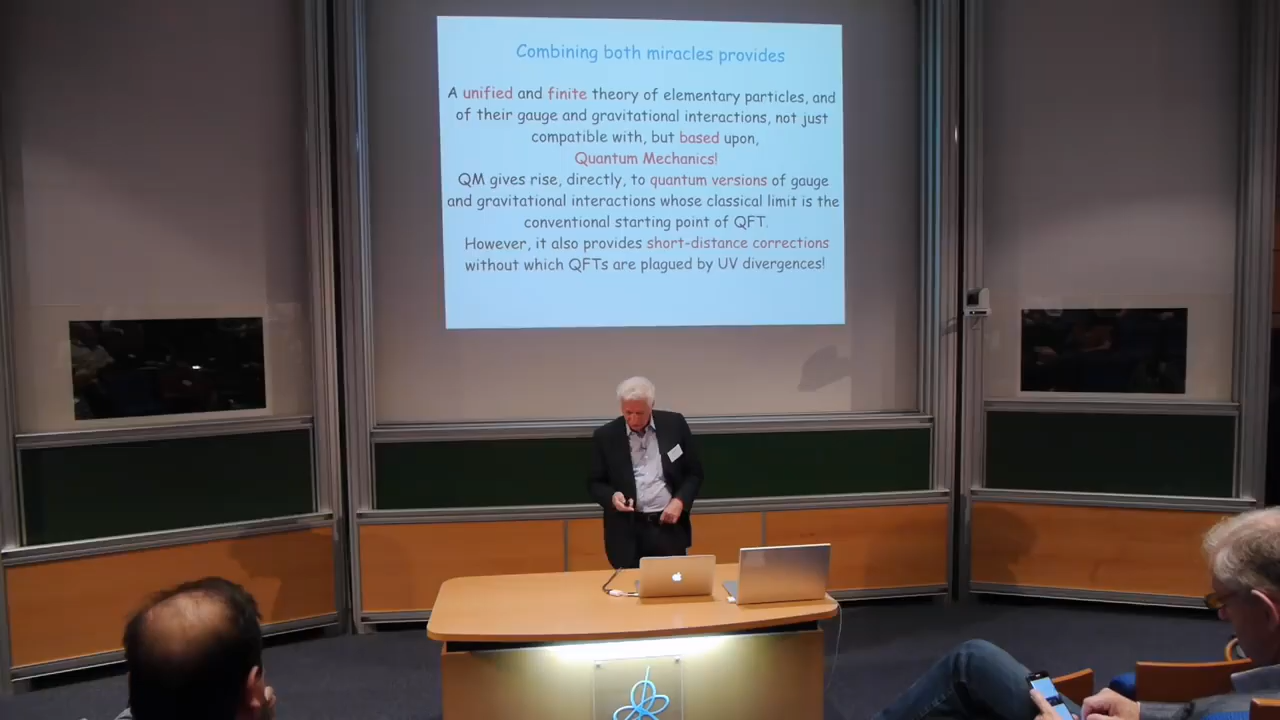 Combining both miracles provides
A unified and finite theory of elementary particles, and
of their gauge and gravitational interactions, not just
compatible with, but based upon,
Quantum Mechanics!
QM gives rise, directly, to quantum versions of gauge
and gravitational interactions whose classical limit is the
conventional starting point of QFT.
However, it also provides short-distance corrections
without which QFTs are plagued by UV divergences!